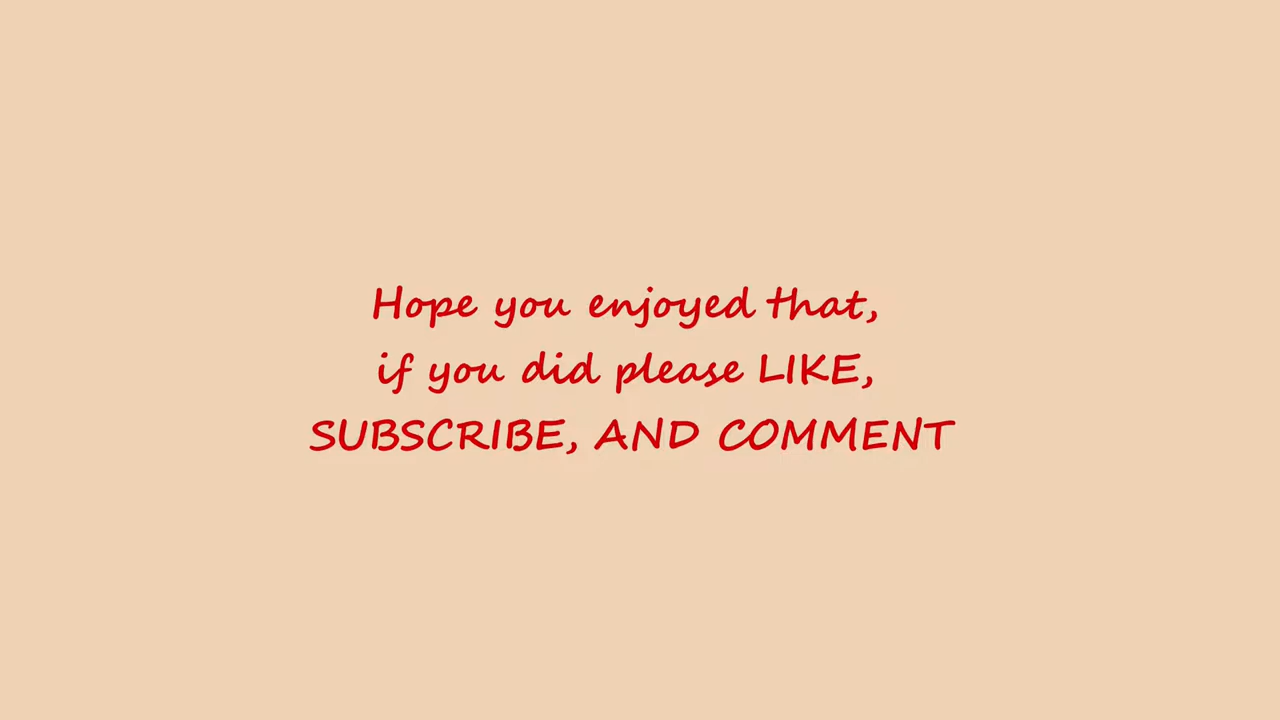 Hope you enjoyed that,
if you did please LIKE,
SUBSCRIBE, AND COMMENT